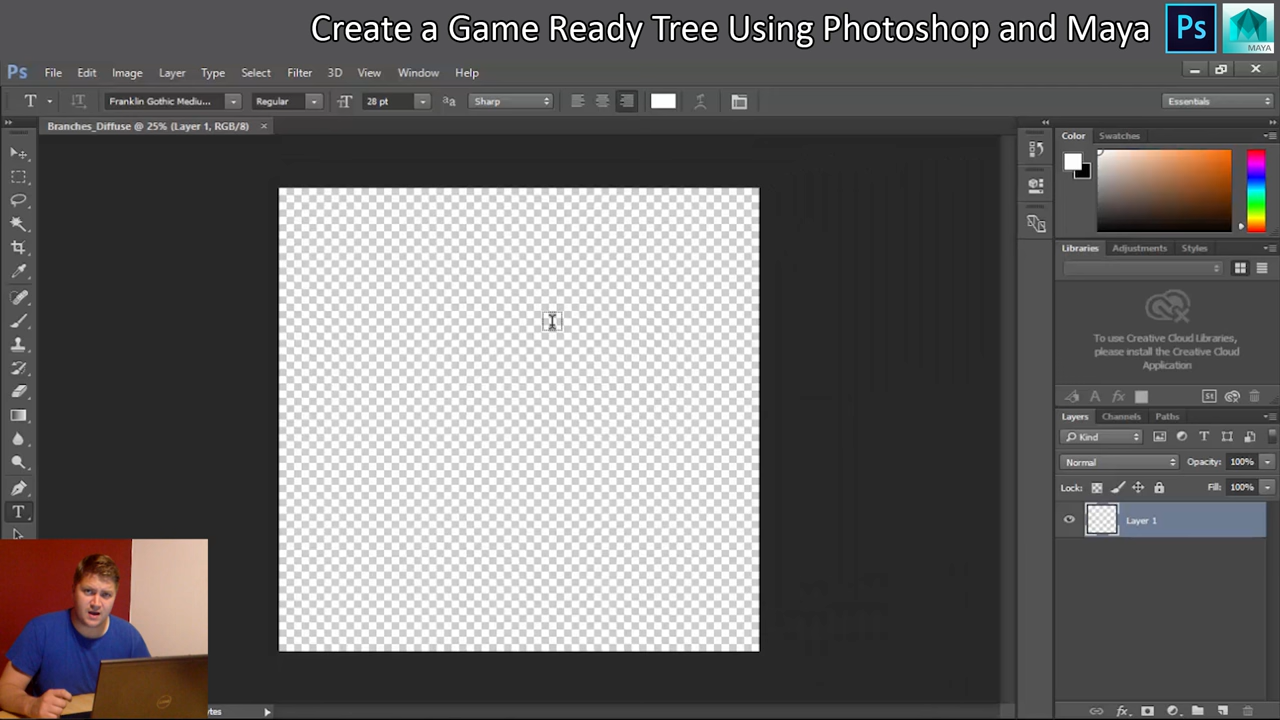 Create a Game Ready Tree Using Photoshop and Maya
Ps
MAYA
Ps File Edit Image Layer Type Select Filter 3D View Window Help
T Franklin Gothic Mediu... Regular 28 pt Sharp Essentials
Branches_Diffuse @ 25% (Layer 1, RGB/8) ×
Color Swatches
Libraries Adjustments Styles
To use Creative Cloud Libraries,
please install the Creative Cloud
Application
fx St
Layers Channels Paths
Kind
Normal Opacity: 100%
Lock: Fill: 100%
Layer 1
fx